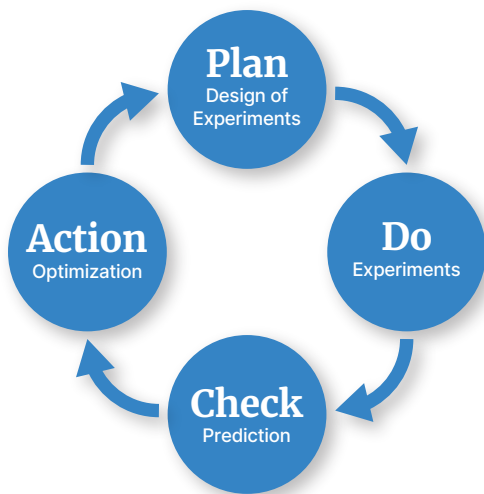 Plan
Design of
Experiments
Do
Experiments
Check
Prediction
Action
Optimization